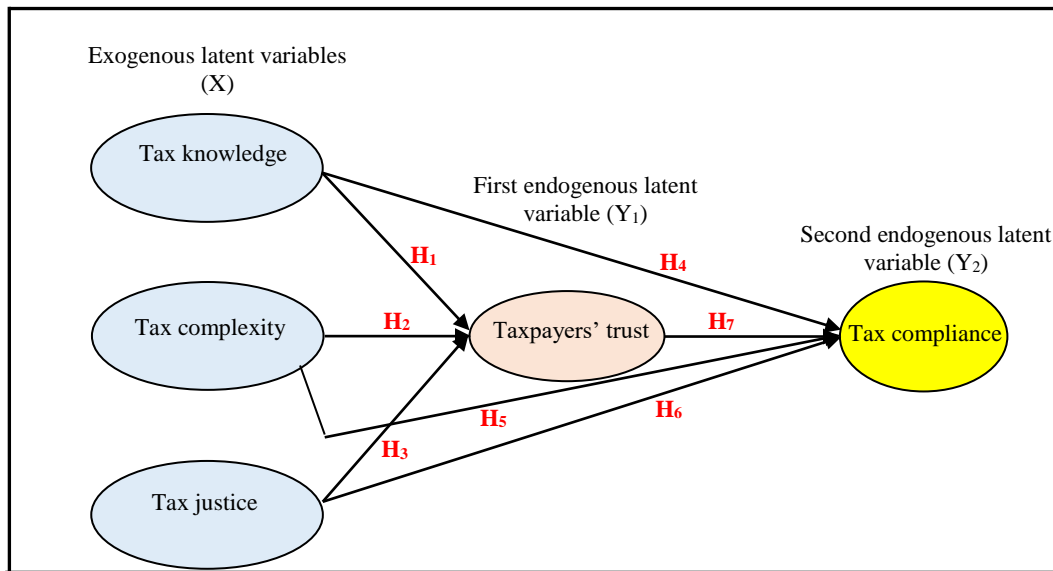 Exogenous latent variables
(X)
Tax knowledge
First endogenous latent
variable (Y₁)
Second endogenous latent
variable (Y₂)
H₁
H₄
Tax complexity
H₂
Taxpayers’ trust
H₇
Tax compliance
H₅
H₆
H₃
Tax justice